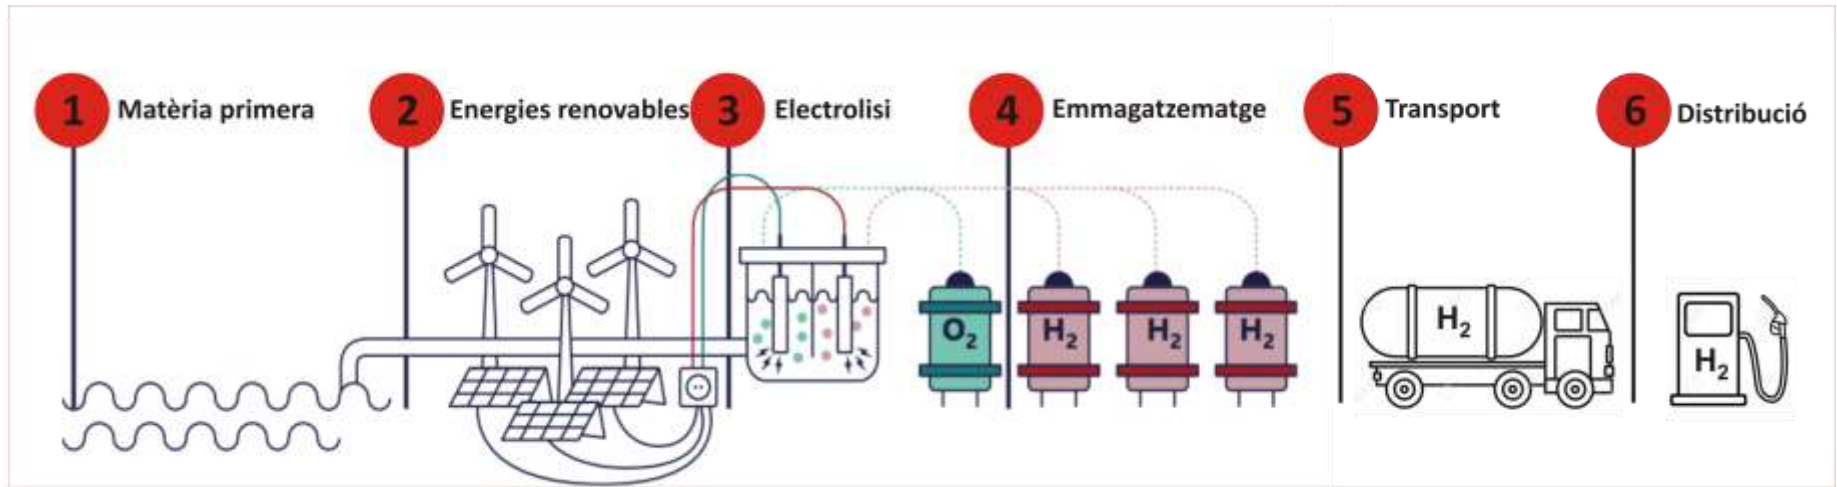 1 Matèria primera
2 Energies renovables
3 Electrolisi
4 Emmagatzematge
5 Transport
6 Distribució
O₂
H₂
H₂
H₂
H₂
H₂